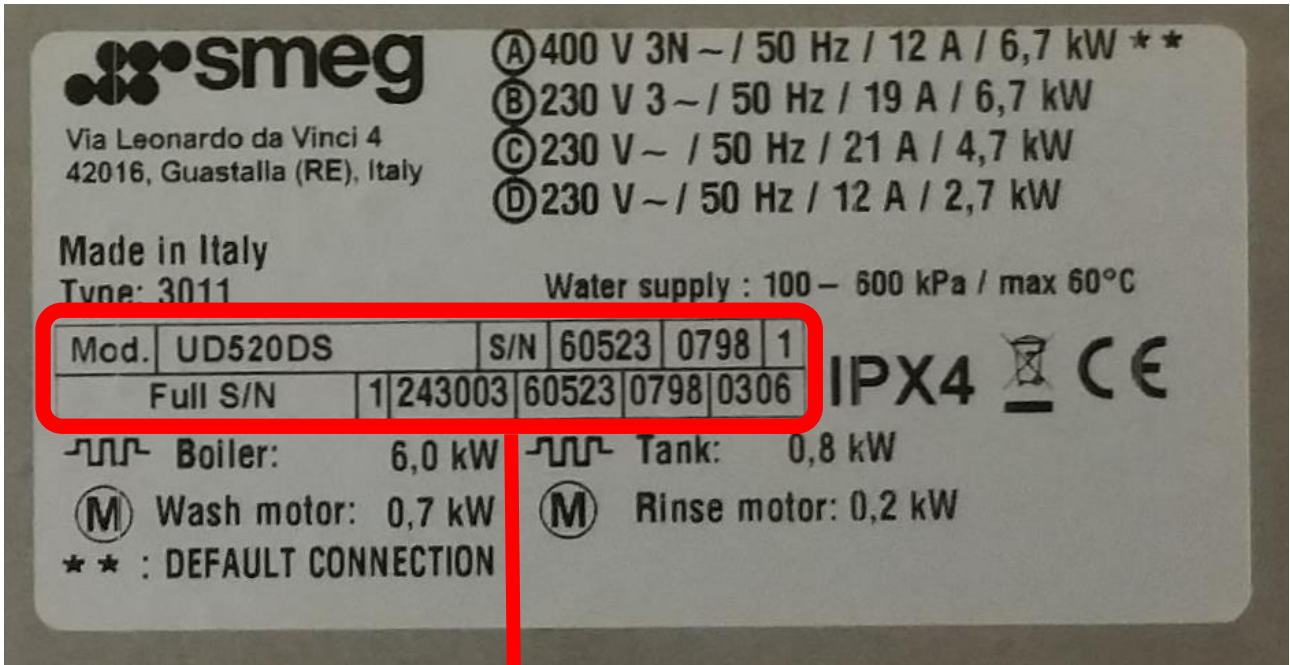 smeg
Via Leonardo da Vinci 4
42016, Guastalla (RE), Italy
Ⓐ 400 V 3N ~ / 50 Hz / 12 A / 6,7 kW * *
Ⓑ 230 V 3 ~ / 50 Hz / 19 A / 6,7 kW
Ⓒ 230 V ~ / 50 Hz / 21 A / 4,7 kW
Ⓓ 230 V ~ / 50 Hz / 12 A / 2,7 kW
Made in Italy
Type: 3011
Water supply : 100 – 600 kPa / max 60°C
Mod. UD520DS S/N 60523 0798 1
Full S/N 1 243003 60523 0798 0306
IPX4 CE
Boiler: 6,0 kW Tank: 0,8 kW
M Wash motor: 0,7 kW M Rinse motor: 0,2 kW
* * : DEFAULT CONNECTION